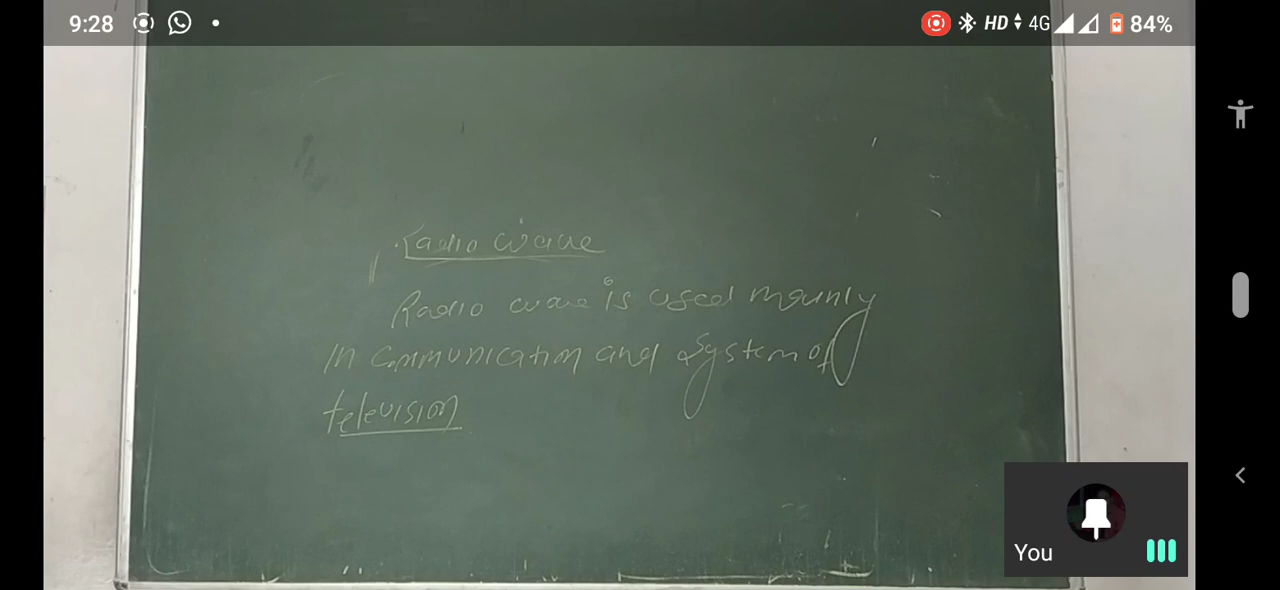 9:28
HD 4G 84%
Radio wave
Radio wave is used mainly
in communication and system of
television
You